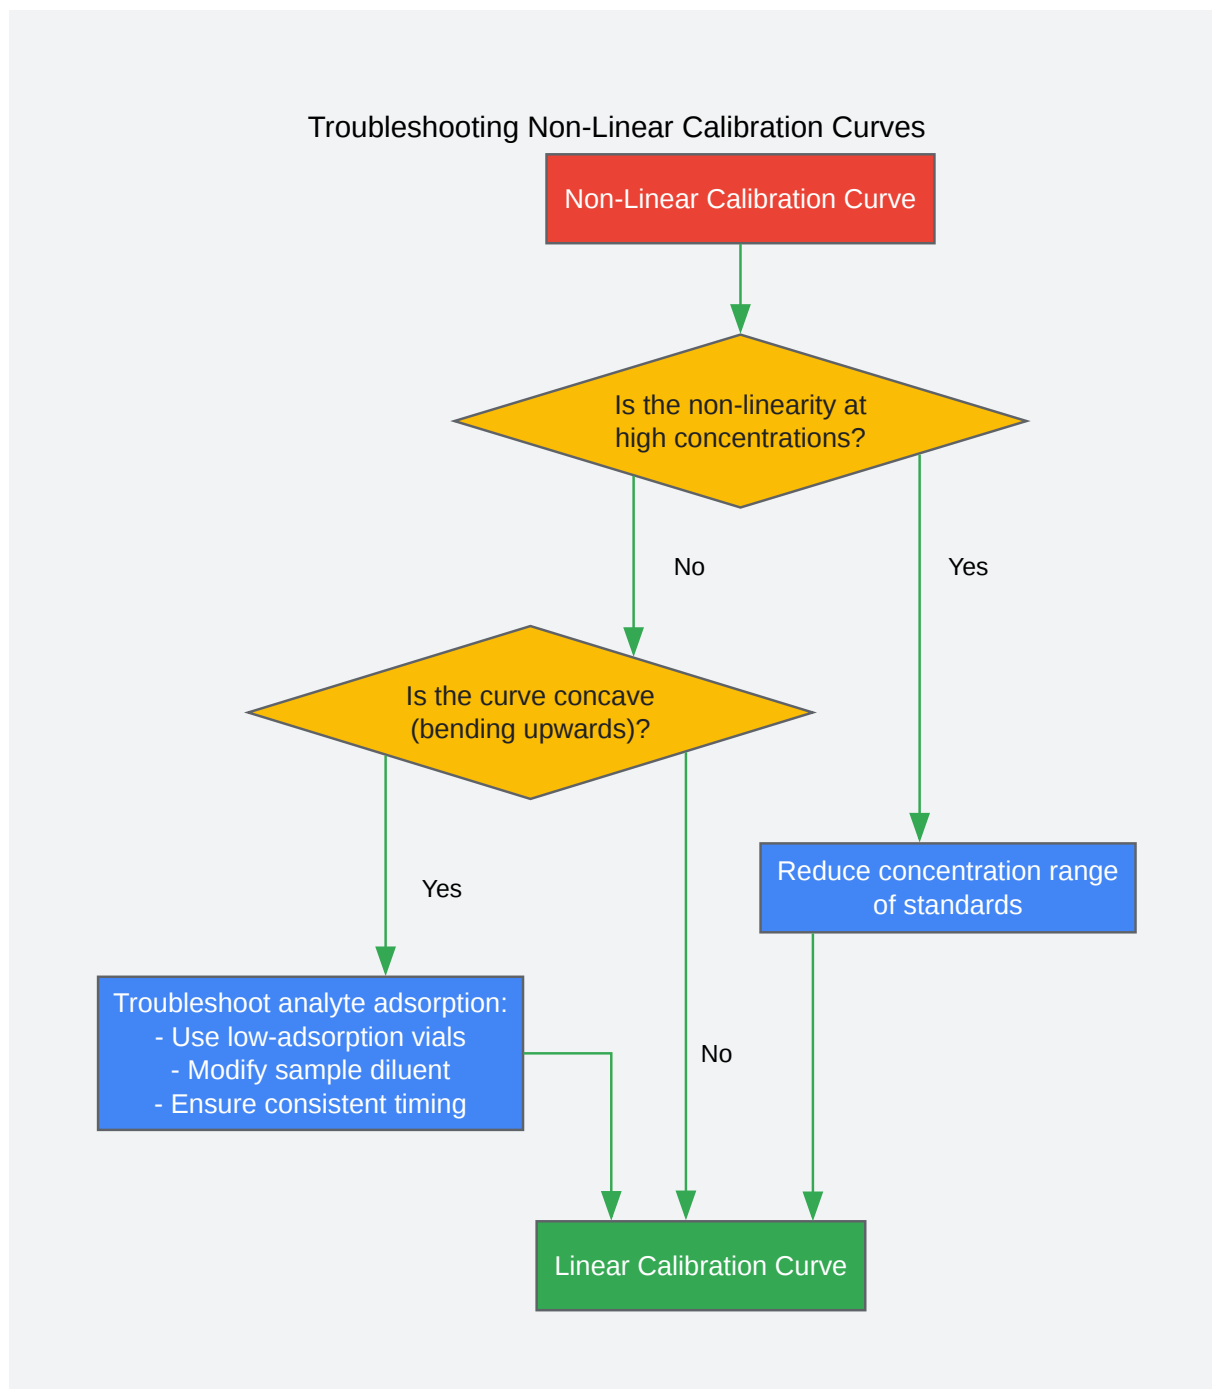 Troubleshooting Non-Linear Calibration Curves
Non-Linear Calibration Curve
Is the non-linearity at
high concentrations?
No
Yes
Is the curve concave
(bending upwards)?
Reduce concentration range
of standards
Yes
Troubleshoot analyte adsorption:
- Use low-adsorption vials
- Modify sample diluent
- Ensure consistent timing
No
Linear Calibration Curve